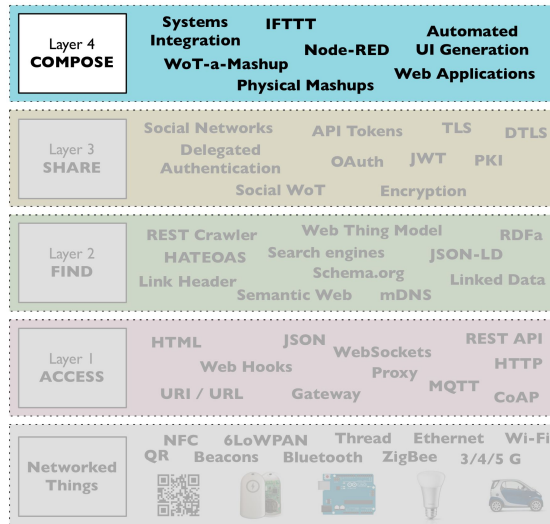 Layer 4
COMPOSE
Systems
Integration
IFTTT
Node-RED
Automated
UI Generation
WoT-a-Mashup
Web Applications
Physical Mashups
Layer 3
SHARE
Social Networks
API Tokens
TLS
DTLS
Delegated
Authentication
OAuth
JWT
PKI
Social WoT
Encryption
Layer 2
FIND
REST Crawler
Web Thing Model
RDFa
HATEOAS
Search engines
JSON-LD
Link Header
Schema.org
Linked Data
Semantic Web
mDNS
Layer 1
ACCESS
HTML
JSON
WebSockets
REST API
Web Hooks
Proxy
HTTP
URI / URL
Gateway
MQTT
CoAP
Networked
Things
NFC
6LoWPAN
Thread
Ethernet
Wi-Fi
QR
Beacons
Bluetooth
ZigBee
3/4/5 G